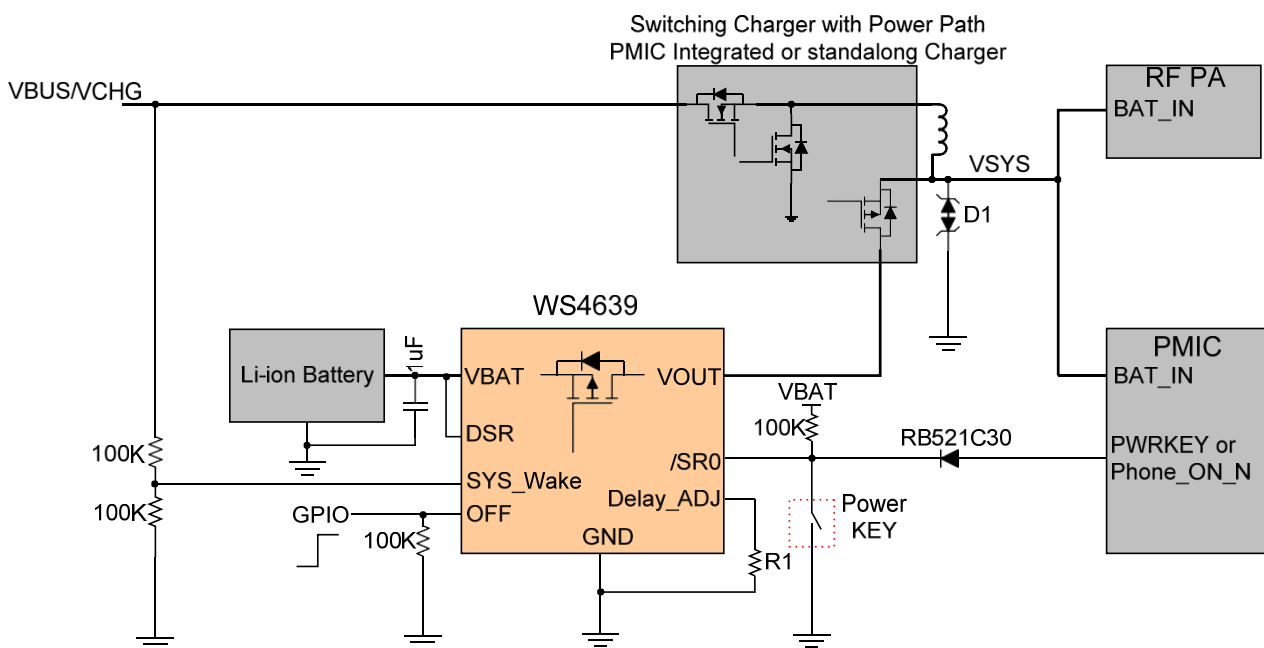 Switching Charger with Power Path
PMIC Integrated or standalong Charger
VBUS/VCHG
RF PA
BAT_IN
VSYS
D1
WS4639
Li-ion Battery
1uF
VBAT
VOUT
DSR
/SR0
SYS_Wake
Delay_ADJ
OFF
GND
VBAT
100K
RB521C30
PMIC
BAT_IN
PWRKEY or
Phone_ON_N
100K
100K
GPIO
100K
R1
Power
KEY